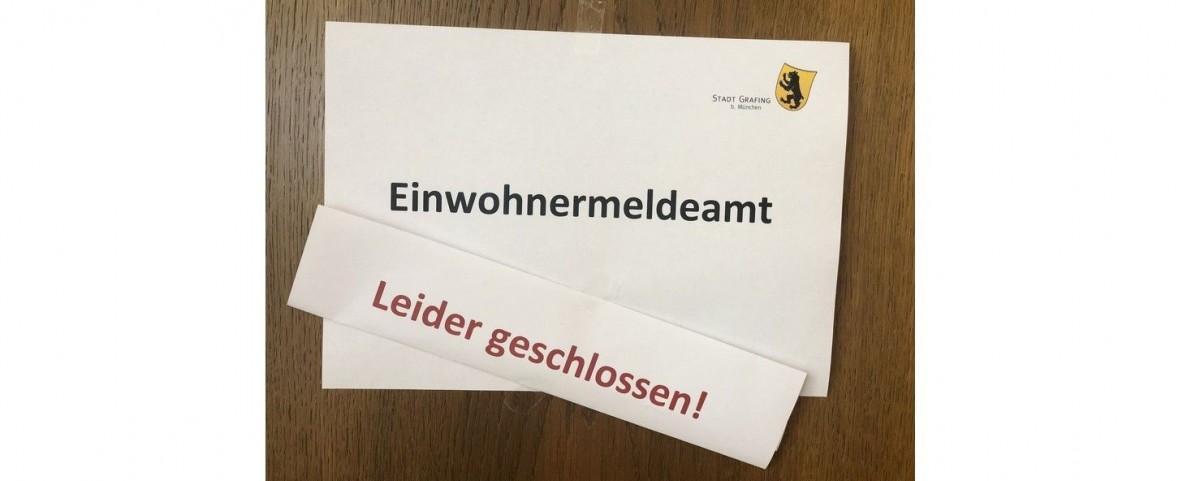 STADT GRAFING
b. München
Einwohnermeldeamt
Leider geschlossen!